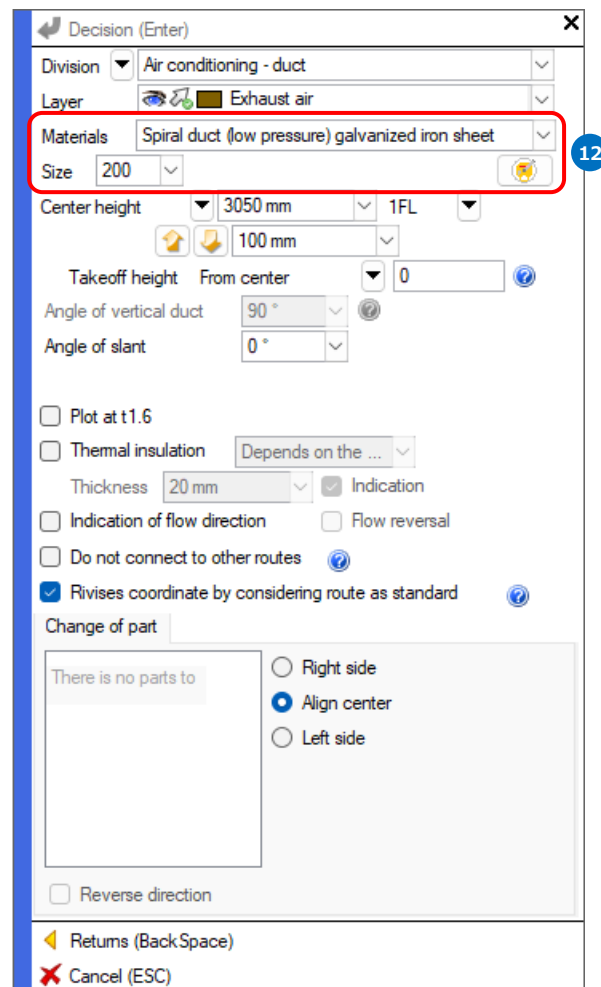 Decision (Enter)
Division Air conditioning - duct
Layer Exhaust air
Materials Spiral duct (low pressure) galvanized iron sheet
12
Size 200
Center height 3050 mm 1FL
100 mm
Takeoff height From center 0
Angle of vertical duct 90 °
Angle of slant 0 °
Plot at t1.6
Thermal insulation Depends on the ...
Thickness 20 mm Indication
Indication of flow direction Flow reversal
Do not connect to other routes
Rivises coordinate by considering route as standard
Change of part
There is no parts to
Right side
Align center
Left side
Reverse direction
Returns (BackSpace)
Cancel (ESC)